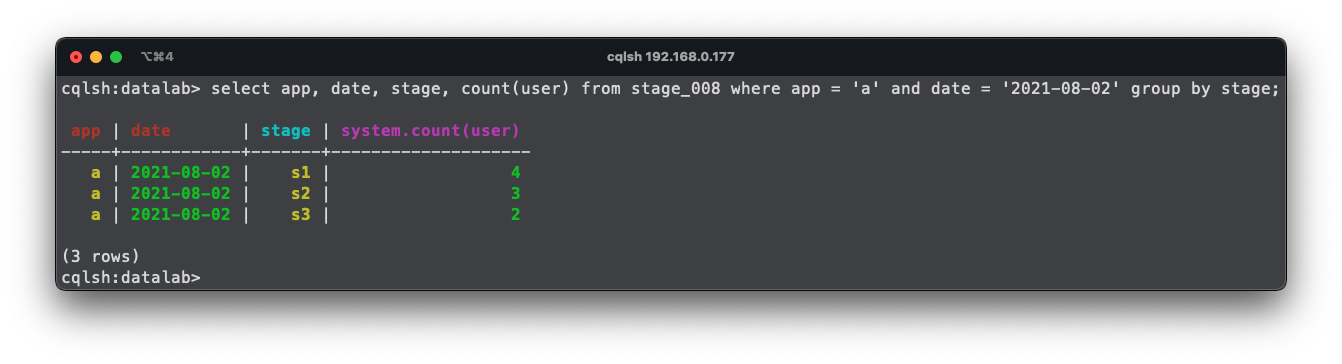 ⌥⌘4
cqlsh 192.168.0.177
cqlsh:datalab> select app, date, stage, count(user) from stage_008 where app = 'a' and date = '2021-08-02' group by stage;
app | date | stage | system.count(user)
-----+------------+-------+--------------------
a | 2021-08-02 | s1 | 4
a | 2021-08-02 | s2 | 3
a | 2021-08-02 | s3 | 2
(3 rows)
cqlsh:datalab>